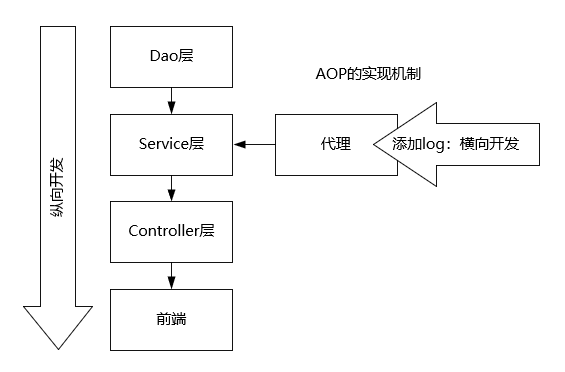 Dao层
AOP的实现机制
Service层
代理
添加log：横向开发
纵向开发
Controller层
前端